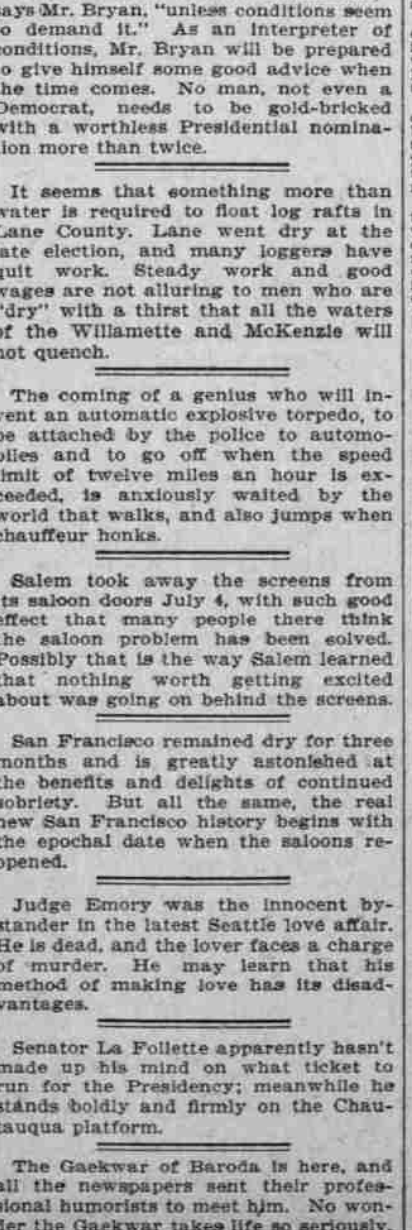 says Mr. Bryan, "unless conditions seem
to demand it." As an interpreter of
conditions, Mr. Bryan will be prepared
to give himself some good advice when
the time comes. No man, not even a
Democrat, needs to be gold-bricked
with a worthless Presidential nomina-
tion more than twice.
It seems that something more than
water is required to float log rafts in
Lane County. Lane went dry at the
late election, and many loggers have
quit work. Steady work and good
wages are not alluring to men who are
"dry" with a thirst that all the waters
of the Willamette and McKenzie will
not quench.
The coming of a genius who will in-
vent an automatic explosive torpedo, to
be attached by the police to automo-
biles and to go off when the speed
limit of twelve miles an hour is ex-
ceeded, is anxiously waited by the
world that walks, and also jumps when
chauffeur honks.
Salem took away the screens from
its saloon doors July 4, with such good
effect that many people there think
the saloon problem has been solved.
Possibly that is the way Salem learned
that nothing worth getting excited
about was going on behind the screens.
San Francisco remained dry for three
months and is greatly astonished at
the benefits and delights of continued
sobriety. But all the same, the real
new San Francisco history begins with
the epochal date when the saloons re-
opened.
Judge Emory was the innocent by-
stander in the latest Seattle love affair.
He is dead, and the lover faces a charge
of murder. He may learn that his
method of making love has its disad-
vantages.
Senator La Follette apparently hasn't
made up his mind on what ticket to
run for the Presidency; meanwhile he
stands boldly and firmly on the Chau-
tauqua platform.
The Gaekwar of Baroda is here, and
all the newspapers sent their profes-
sional humorists to meet him. No won-
der the Gaekwar takes life so seriously.